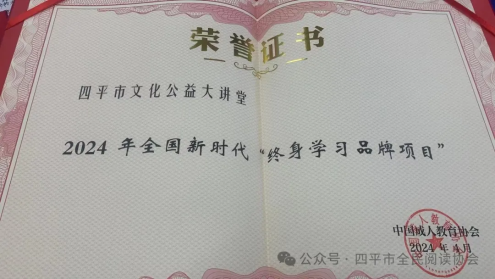 荣誉证书
四平市文化公益大讲堂
2024 年全国新时代“终身学习品牌项目”
中国成人教育协会
2024 年 4月
公众号·四平市全民阅读协会